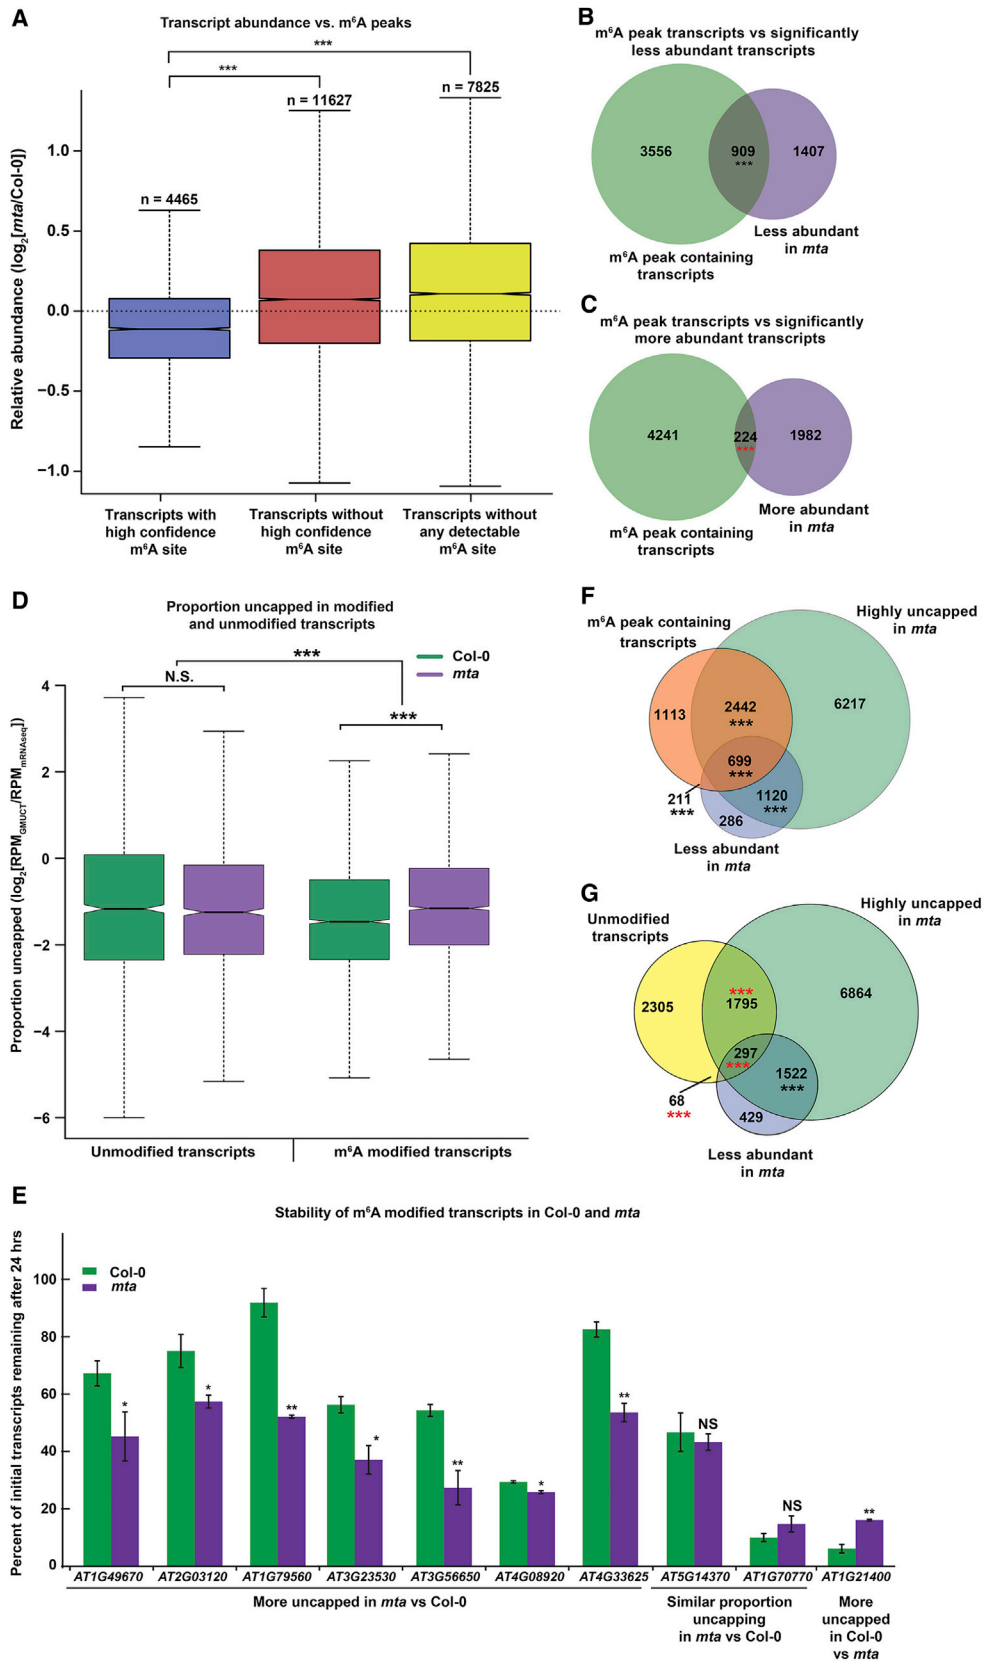 A
Transcript abundance vs. m⁶A peaks
***
***
n = 7825
n = 11627
n = 4465
Relative abundance (log₂[mta/Col-0])
1.0
0.5
0.0
−0.5
−1.0
Transcripts with
high confidence
m⁶A site
Transcripts without
high confidence
m⁶A site
Transcripts without
any detectable
m⁶A site
B
m⁶A peak transcripts vs significantly
less abundant transcripts
3556
909
***
1407
Less abundant
in mta
m⁶A peak containing
transcripts
C
m⁶A peak transcripts vs significantly
more abundant transcripts
4241
224
***
1982
More abundant
in mta
m⁶A peak containing
transcripts
D
Proportion uncapped in modified
and unmodified transcripts
Col-0
mta
***
N.S.
***
Proportion uncapped (log₂[RPMGMUCT/RPMmRNAseq])
4
2
0
−2
−4
−6
Unmodified transcripts
m⁶A modified transcripts
F
Highly uncapped
in mta
m⁶A peak containing
transcripts
1113
2442
***
6217
699
***
211
***
1120
***
286
Less abundant
in mta
G
Highly uncapped
in mta
Unmodified
transcripts
2305
***
1795
6864
297
***
1522
***
68
***
429
Less abundant
in mta
E
Stability of m⁶A modified transcripts in Col-0 and mta
Col-0
mta
Percent of initial transcripts remaining after 24 hrs
100
80
60
40
20
0
*
*
**
*
**
*
**
NS
NS
**
AT1G49670
AT2G03120
AT1G79560
AT3G23530
AT3G56650
AT4G08920
AT4G33625
AT5G14370
AT1G70770
AT1G21400
More uncapped in mta vs Col-0
Similar proportion
uncapping
in mta vs Col-0
More
uncapped
in Col-0
vs mta